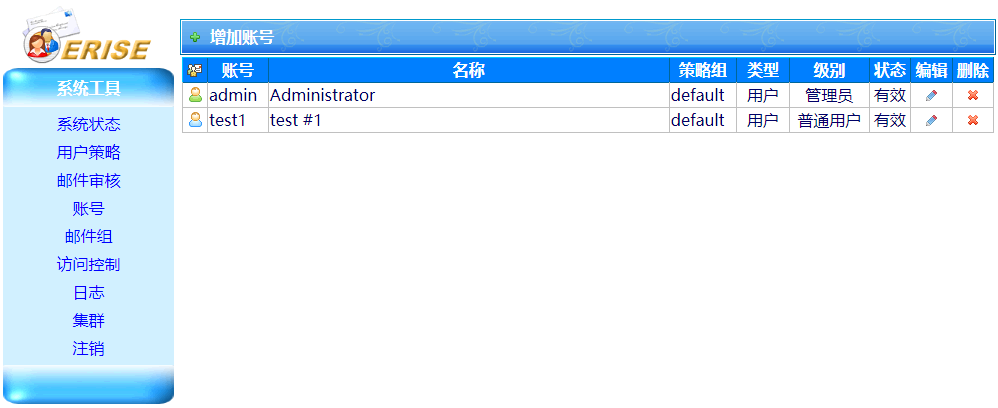 ERISE
系统工具
系统状态
用户策略
邮件审核
账号
邮件组
访问控制
日志
集群
注销
增加账号
账号 名称 策略组 类型 级别 状态 编辑 删除
admin Administrator default 用户 管理员 有效
test1 test #1 default 用户 普通用户 有效